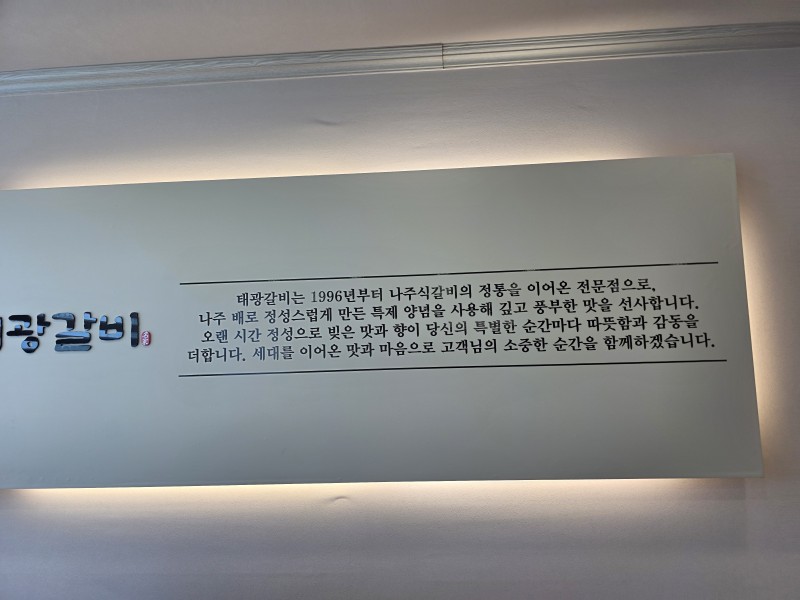 광갈비
태광갈비는 1996년부터 나주식갈비의 정통을 이어온 전문점으로,
나주 배로 정성스럽게 만든 특제 양념을 사용해 깊고 풍부한 맛을 선사합니다.
오랜 시간 정성으로 빚은 맛과 향이 당신의 특별한 순간마다 따뜻함과 감동을
더합니다. 세대를 이어온 맛과 마음으로 고객님의 소중한 순간을 함께하겠습니다.